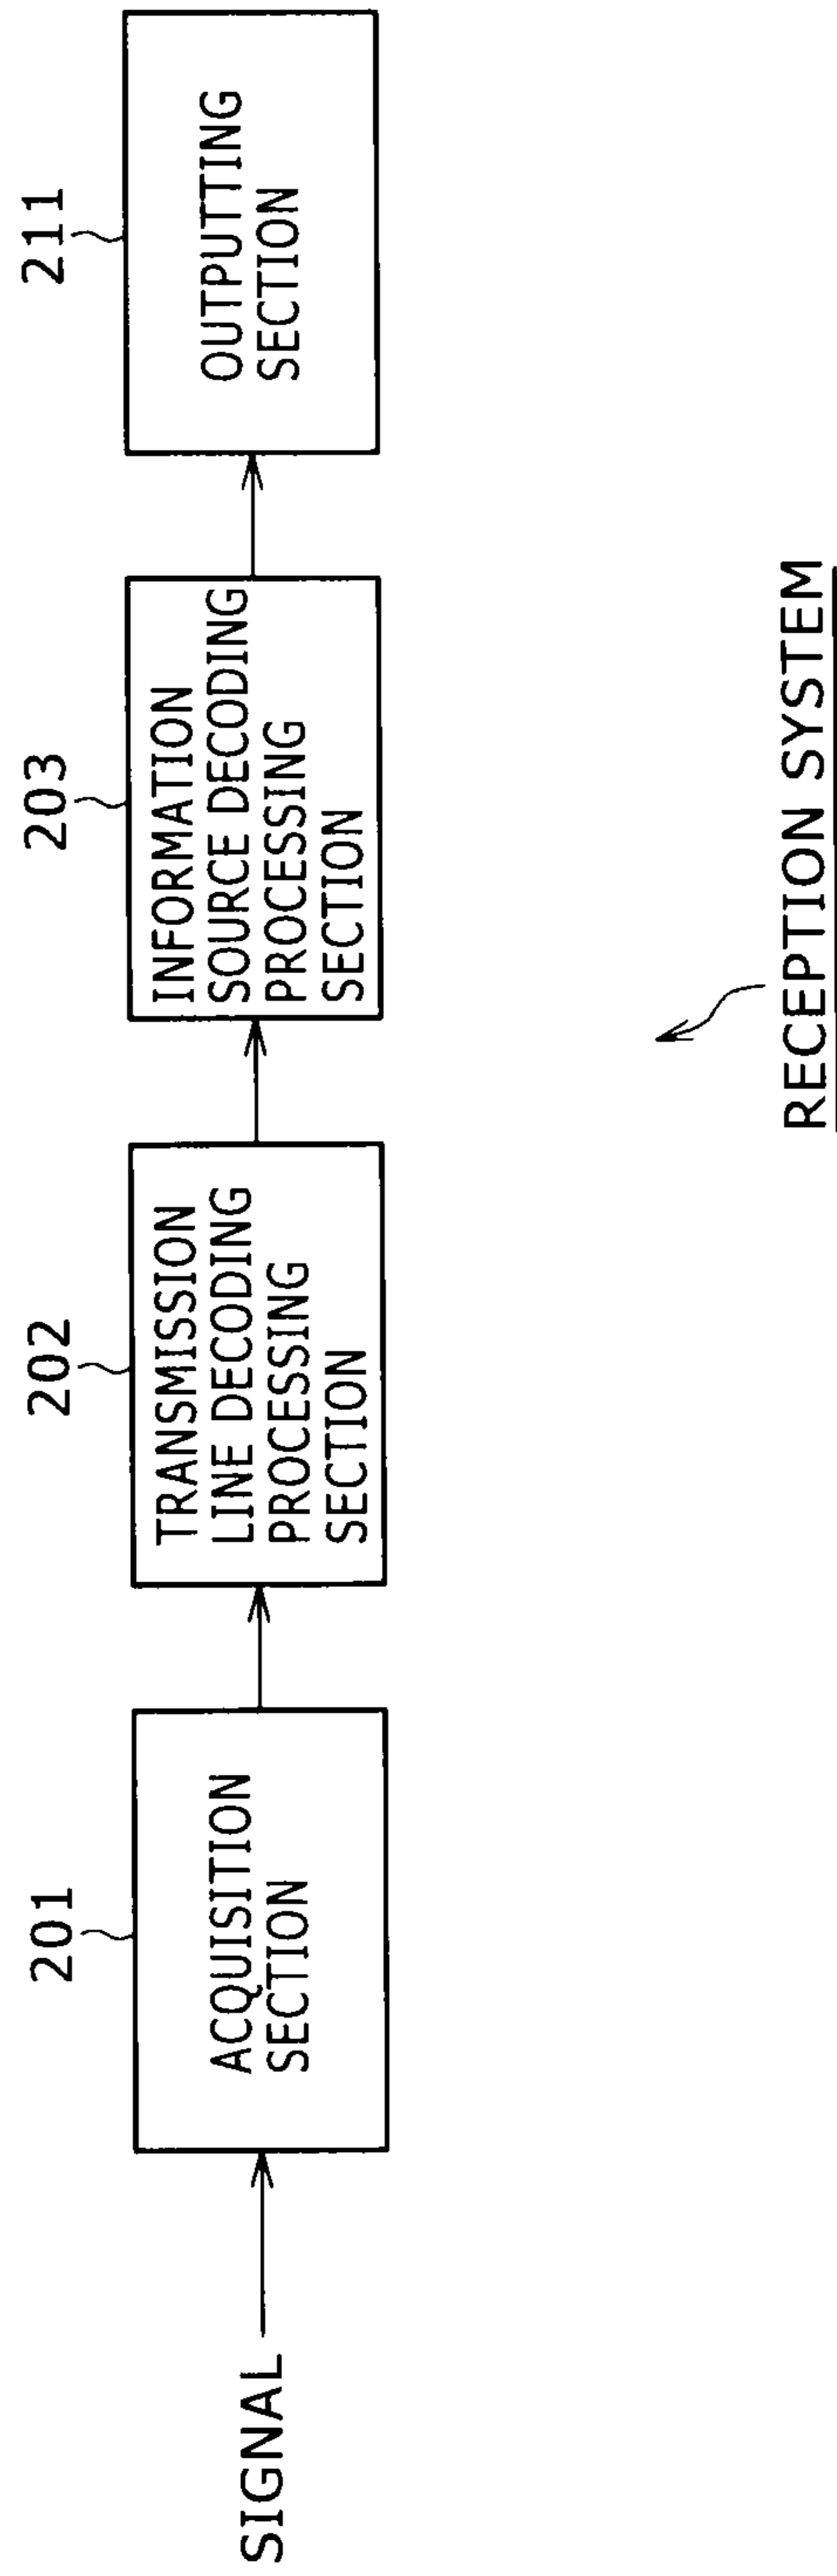 201
202
203
211
SIGNAL
ACQUISITION
SECTION
TRANSMISSION
LINE DECODING
PROCESSING
SECTION
INFORMATION
SOURCE DECODING
PROCESSING
SECTION
OUTPUTTING
SECTION
RECEPTION SYSTEM